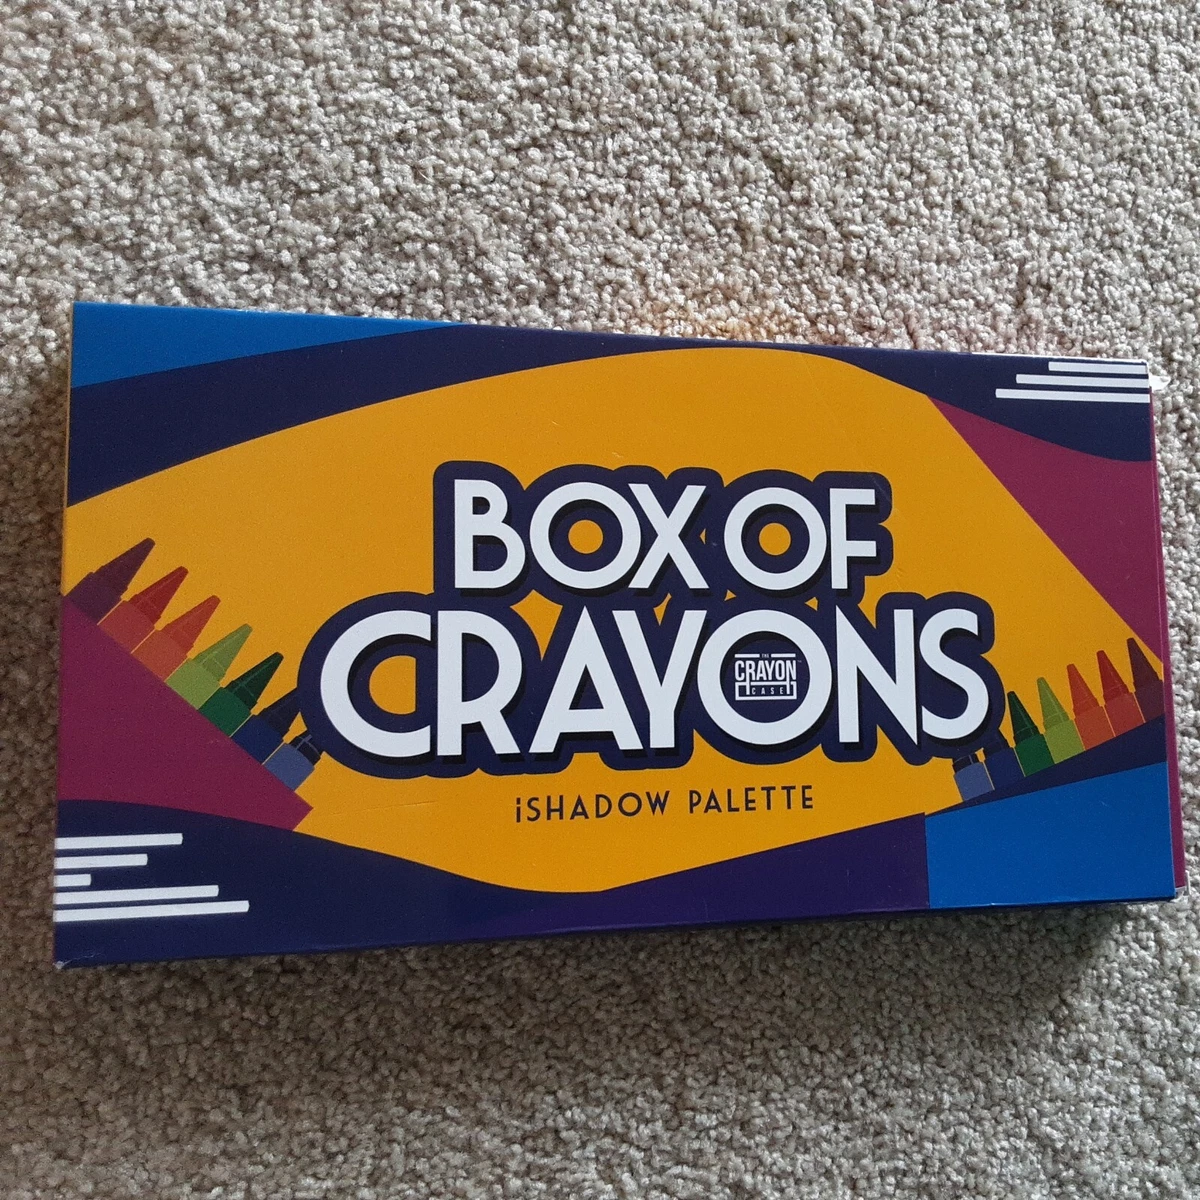 BOX OF
CRAYONS
THE
CRAYON
CASE
iSHADOW PALETTE